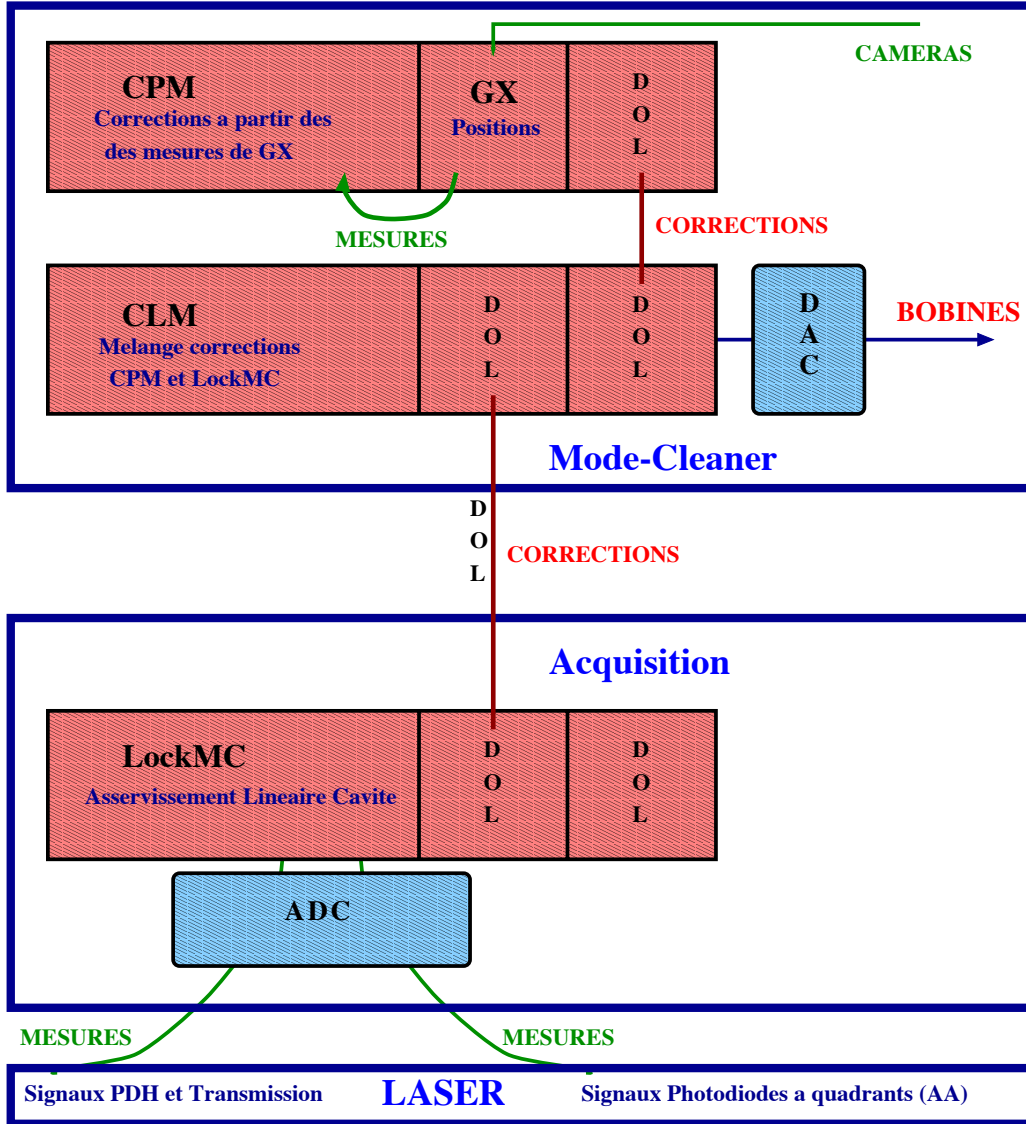 CAMERAS
CPM
Corrections a partir des
des mesures de GX
GX
Positions
D
O
L
MESURES
CORRECTIONS
CLM
Melange corrections
CPM et LockMC
D
O
L
D
O
L
D
A
C
BOBINES
Mode-Cleaner
D
O
L
CORRECTIONS
Acquisition
LockMC
Asservissement Lineaire Cavite
D
O
L
D
O
L
ADC
MESURES
MESURES
Signaux PDH et Transmission
LASER
Signaux Photodiodes a quadrants (AA)